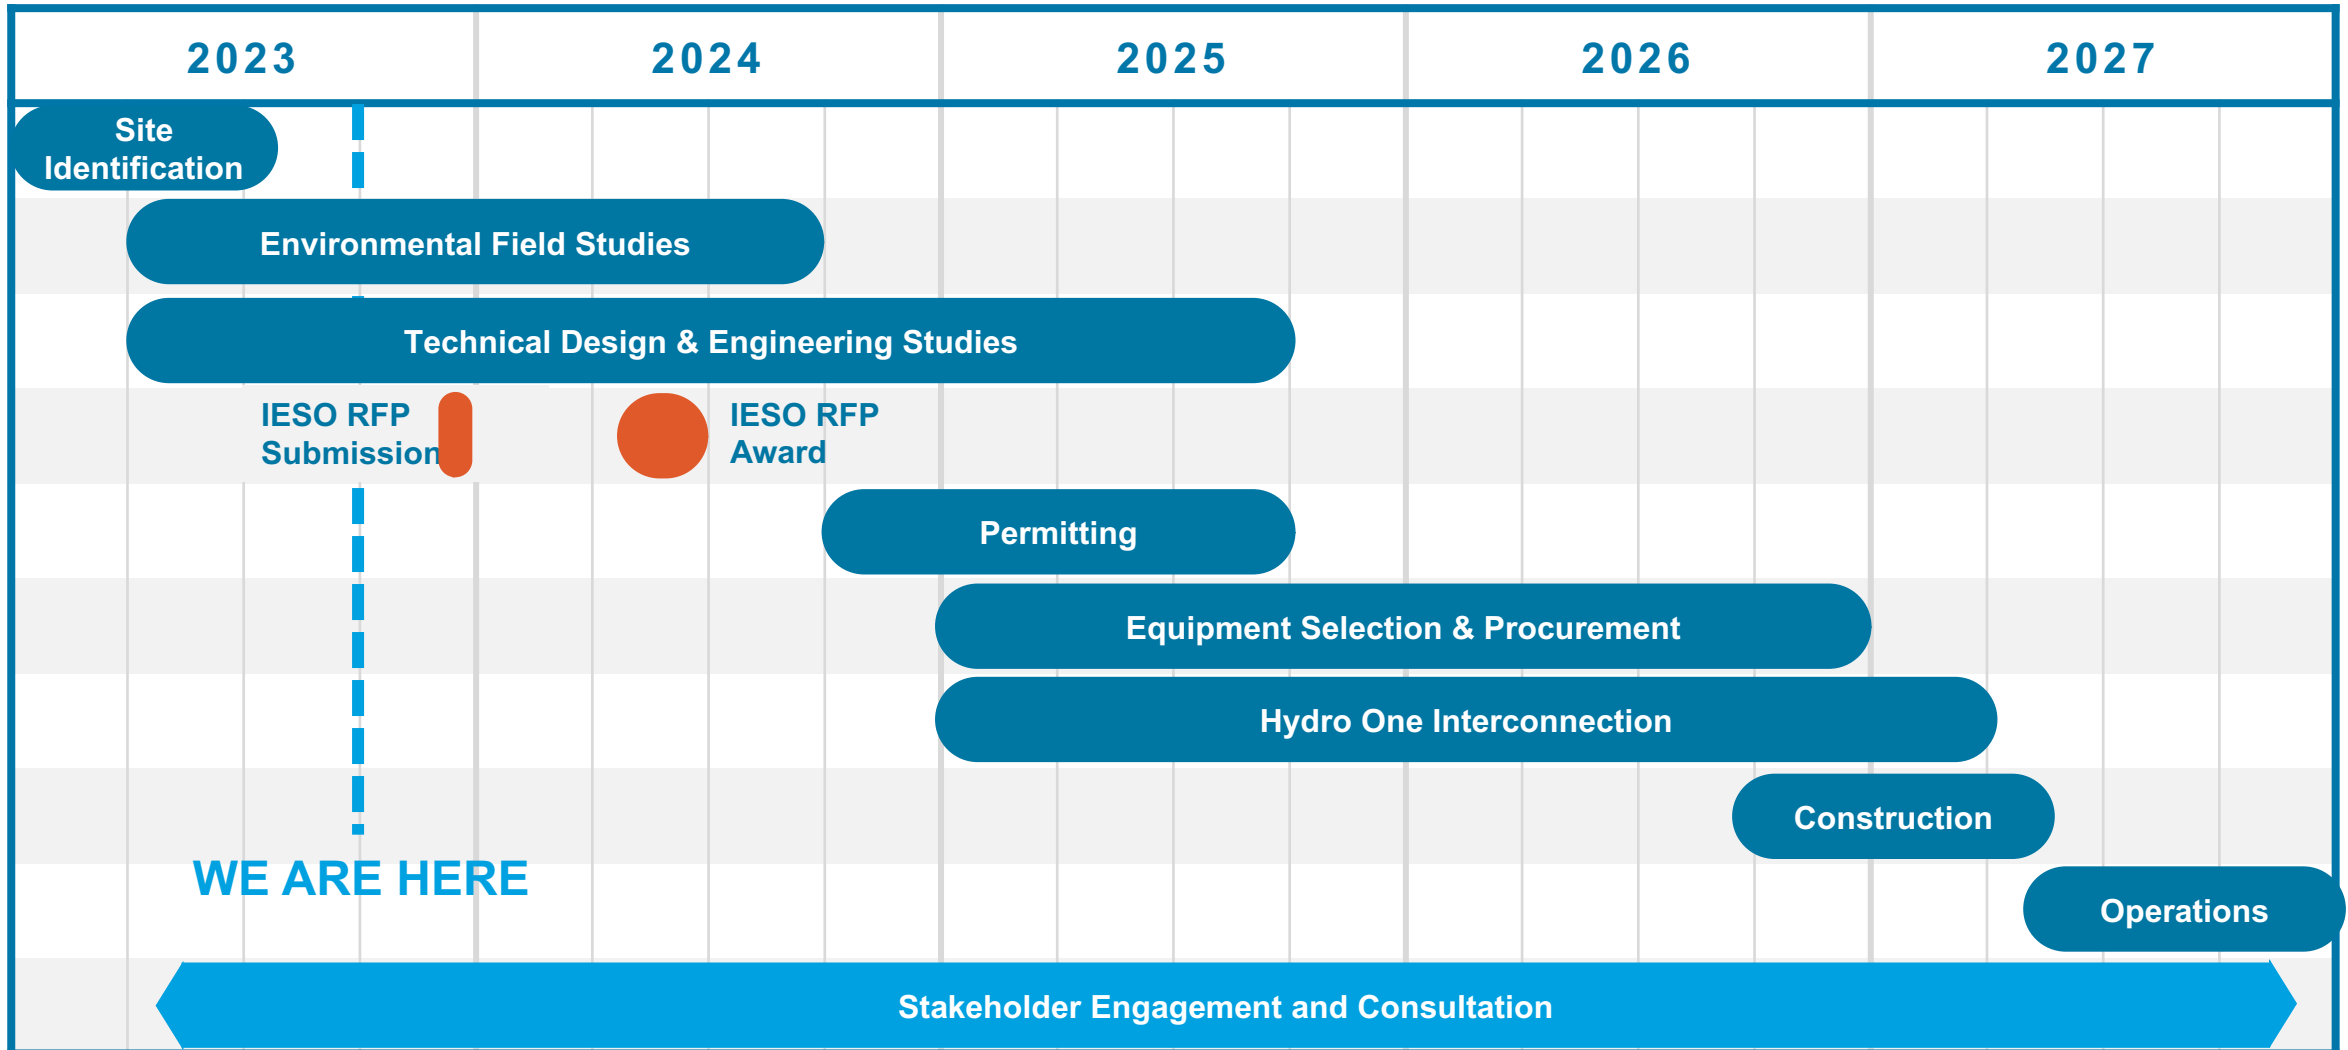 2023 2024 2025 2026 2027
Site
Identification
Environmental Field Studies
Technical Design & Engineering Studies
IESO RFP
Submission
IESO RFP
Award
Permitting
Equipment Selection & Procurement
Hydro One Interconnection
Construction
WE ARE HERE
Operations
Stakeholder Engagement and Consultation